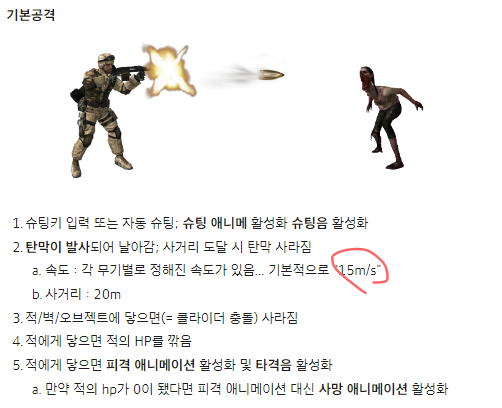 기본공격
1. 슈팅키 입력 또는 자동 슈팅; 슈팅 애니메 활성화 슈팅음 활성화
2. 탄막이 발사되어 날아감; 사거리 도달 시 탄막 사라짐
a. 속도 : 각 무기별로 정해진 속도가 있음... 기본적으로 "15m/s"
b. 사거리 : 20m
3. 적/벽/오브젝트에 닿으면(= 콜라이더 충돌) 사라짐
4. 적에게 닿으면 적의 HP를 깎음
5. 적에게 닿으면 피격 애니메이션 활성화 및 타격음 활성화
a. 만약 적의 hp가 0이 됐다면 피격 애니메이션 대신 사망 애니메이션 활성화